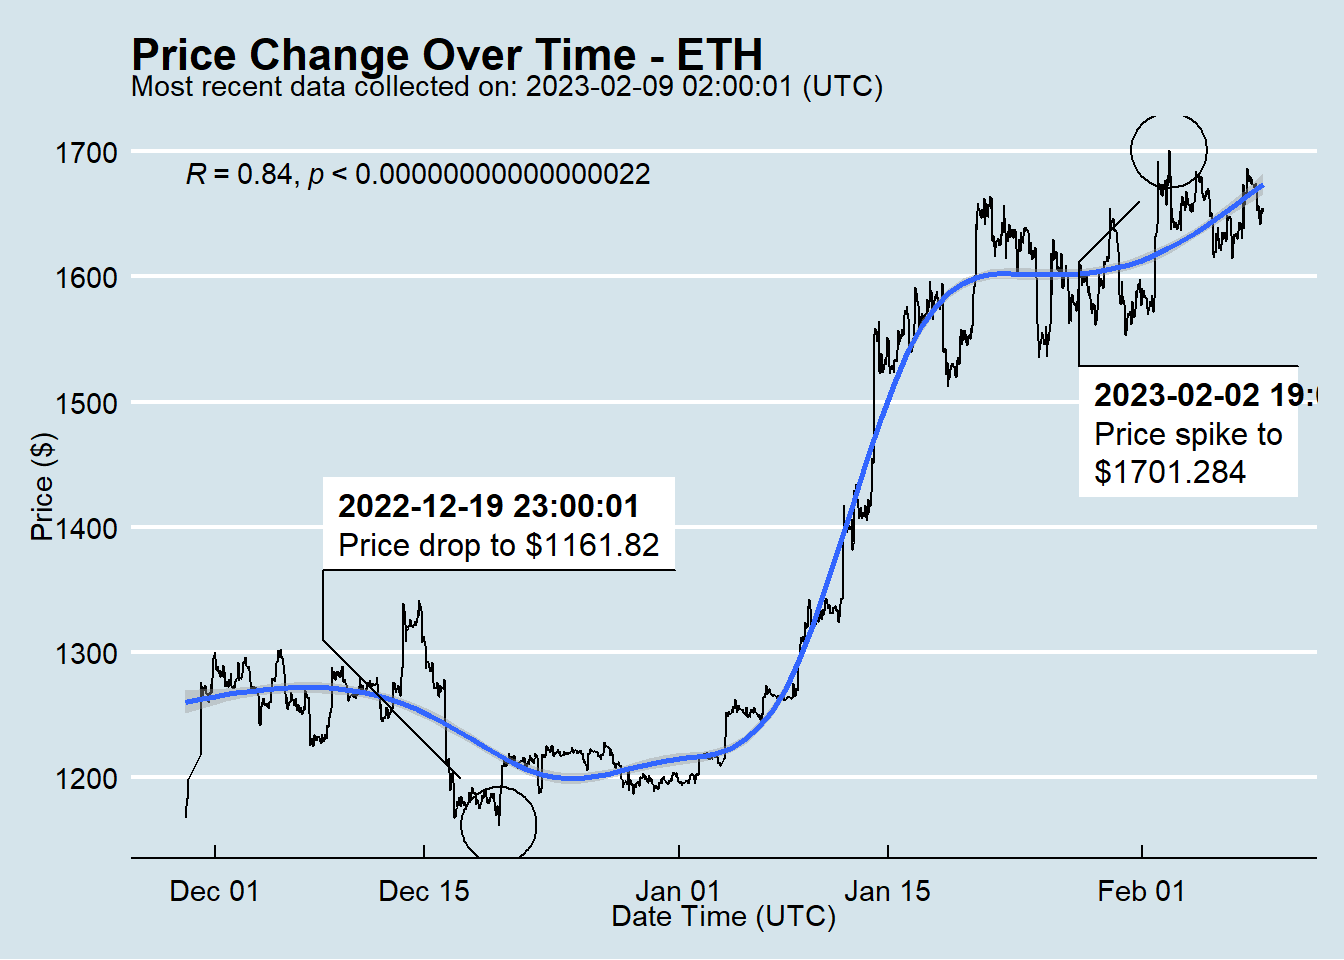 Price Change Over Time - ETH
Most recent data collected on: 2023-02-09 02:00:01 (UTC)
R = 0.84, p < 0.00000000000000022
1700
1600
1500
1400
1300
1200
Price ($)
2022-12-19 23:00:01
Price drop to $1161.82
2023-02-02 19:
Price spike to
$1701.284
Dec 01
Dec 15
Jan 01
Jan 15
Feb 01
Date Time (UTC)